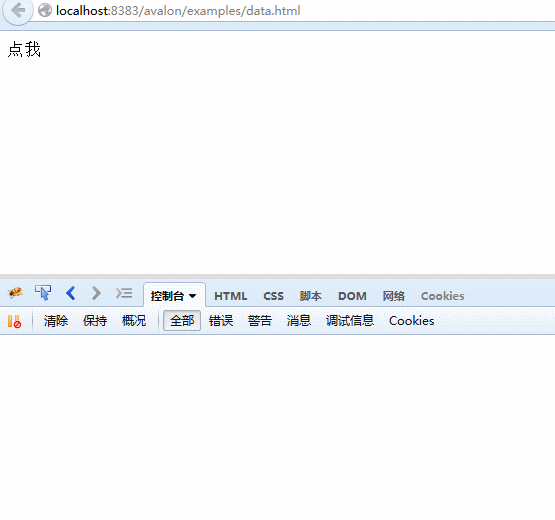 localhost:8383/avalon/examples/data.html
点我
控制台 HTML CSS 脚本 DOM 网络 Cookies
清除 保持 概况 全部 错误 警告 消息 调试信息 Cookies